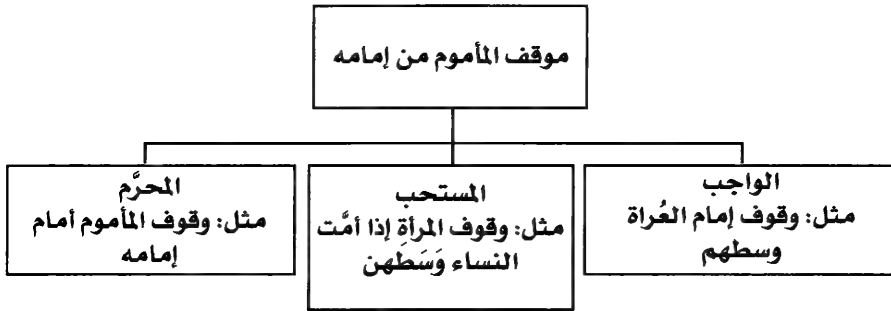 موقف المأموم من إمامه
الواجب
مثل: وقوف إمام العُراة
وسطهم
المستحب
مثل: وقوف المرأة إذا أمَّت
النساء وَسَطَهن
المحرَّم
مثل: وقوف المأموم أمام
إمامه